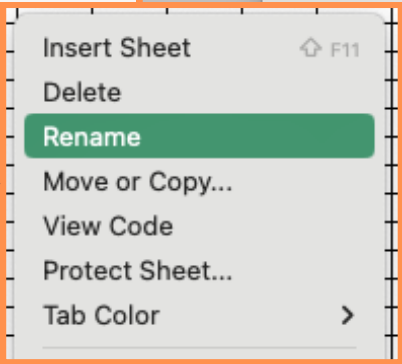 Insert Sheet ⇧ F11
Delete
Rename
Move or Copy...
View Code
Protect Sheet...
Tab Color